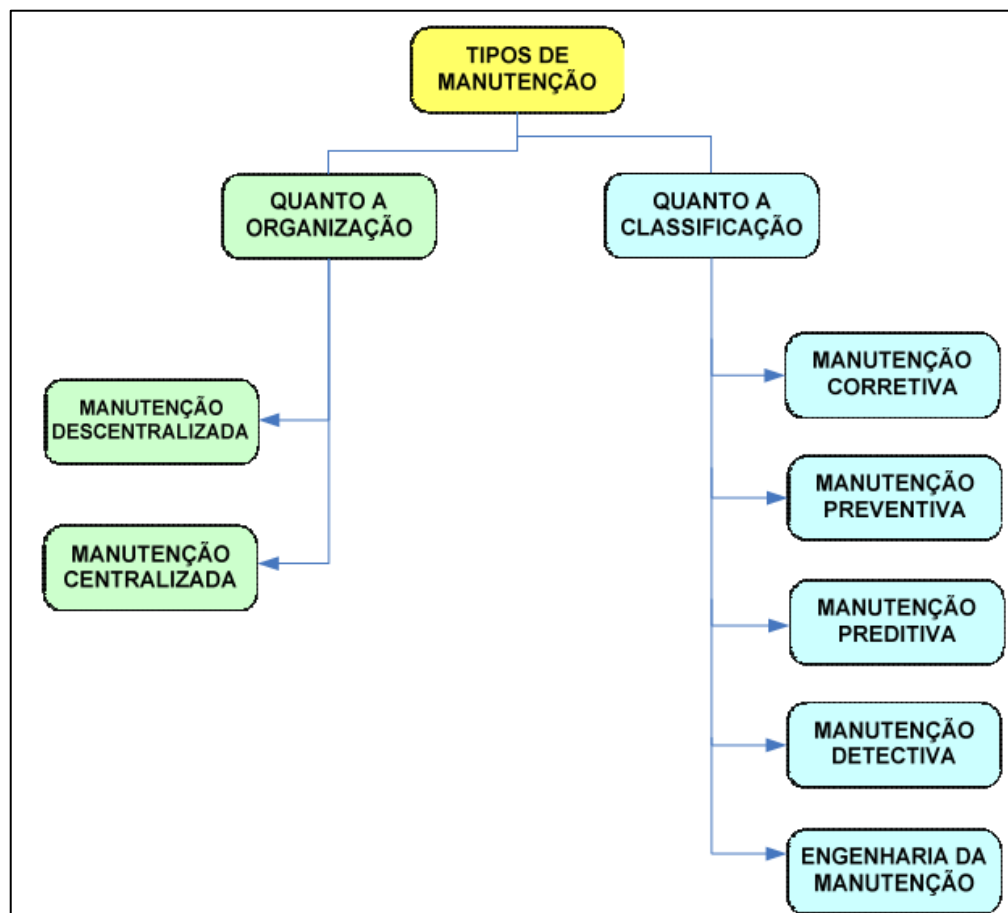 TIPOS DE
MANUTENÇÃO
QUANTO A
ORGANIZAÇÃO
QUANTO A
CLASSIFICAÇÃO
MANUTENÇÃO
DESCENTRALIZADA
MANUTENÇÃO
CENTRALIZADA
MANUTENÇÃO
CORRETIVA
MANUTENÇÃO
PREVENTIVA
MANUTENÇÃO
PREDITIVA
MANUTENÇÃO
DETECTIVA
ENGENHARIA DA
MANUTENÇÃO